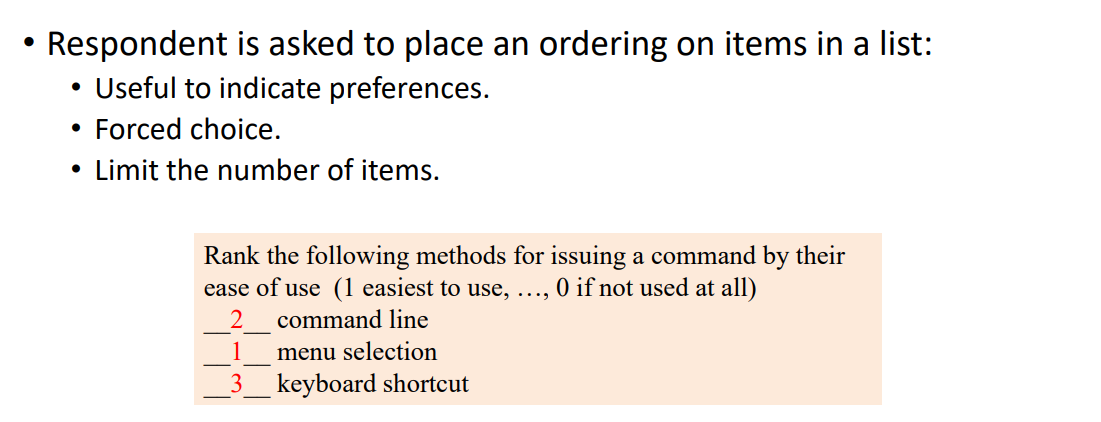 • Respondent is asked to place an ordering on items in a list:
• Useful to indicate preferences.
• Forced choice.
• Limit the number of items.
Rank the following methods for issuing a command by their
ease of use (1 easiest to use, …, 0 if not used at all)
__2__ command line
__1__ menu selection
__3__ keyboard shortcut